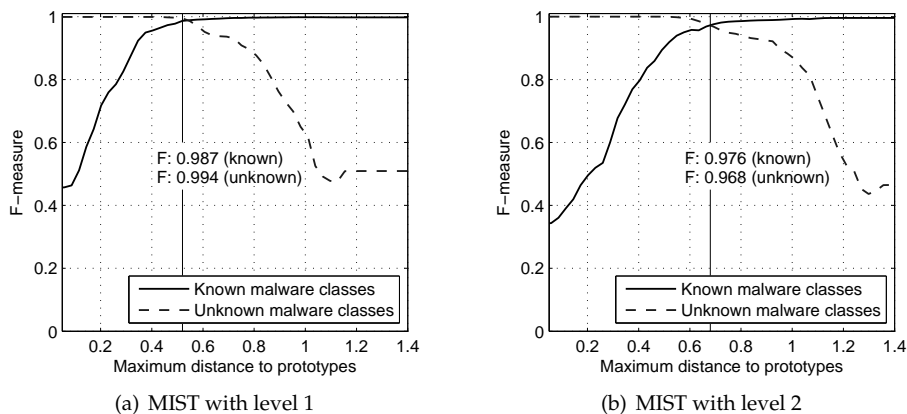 1
0.8
0.6
0.4
0.2
0
F-measure
F: 0.987 (known)
F: 0.994 (unknown)
Known malware classes
Unknown malware classes
0.2 0.4 0.6 0.8 1 1.2 1.4
Maximum distance to prototypes
(a) MIST with level 1
1
0.8
0.6
0.4
0.2
0
F-measure
F: 0.976 (known)
F: 0.968 (unknown)
Known malware classes
Unknown malware classes
0.2 0.4 0.6 0.8 1 1.2 1.4
Maximum distance to prototypes
(b) MIST with level 2